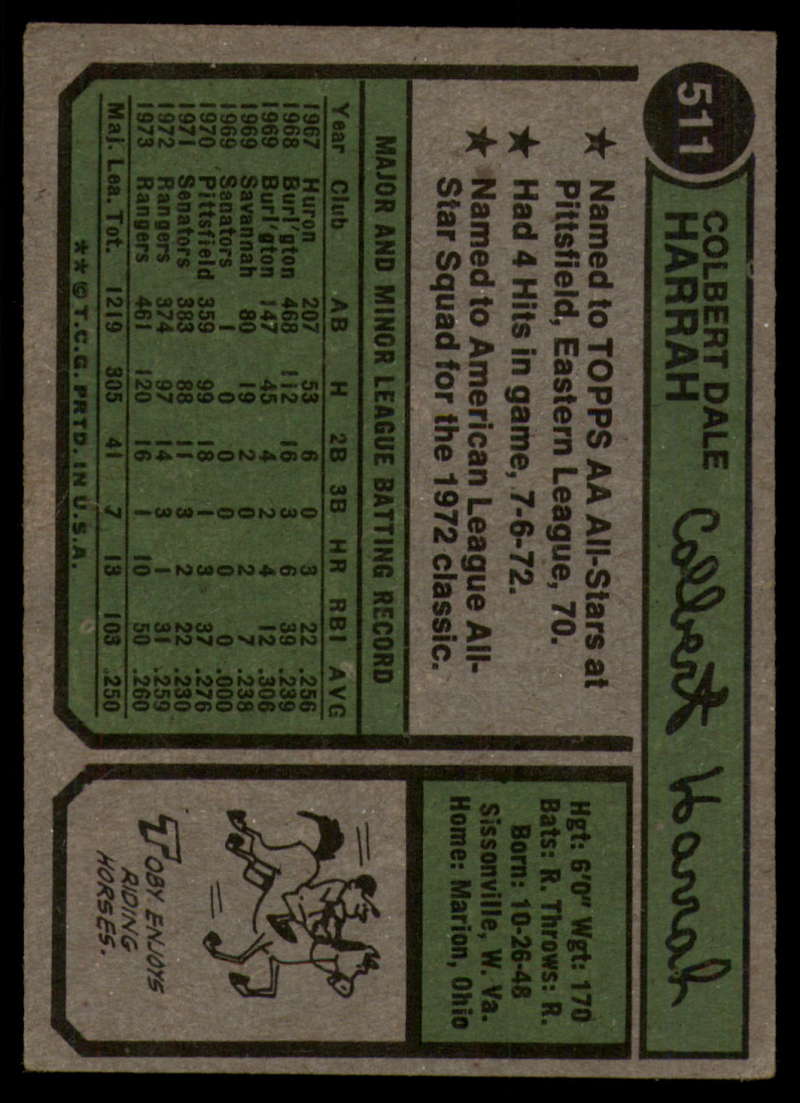 511
COLBERT DALE
HARRAH
Colbert Harrah
★ Named to TOPPS AA All-Stars at
Pittsfield, Eastern League, 70.
★ Had 4 Hits in game, 7-6-72.
★ Named to American League All-
Star Squad for the 1972 classic.
MAJOR AND MINOR LEAGUE BATTING RECORD
Year Club AB H 2B 3B HR RBI AVG
1967 Huron 207 53 6 0 3 22 .256
1968 Burl'gton 468 112 16 3 6 39 .239
1969 Burl'gton 147 45 4 2 4 12 .306
1969 Savannah 80 19 2 0 2 7 .238
1969 Senators 1 0 0 0 0 0 .000
1970 Pittsfield 359 99 18 1 3 37 .276
1971 Senators 383 88 11 3 2 22 .230
1972 Rangers 374 97 14 3 1 31 .259
1973 Rangers 461 120 16 1 10 50 .260
Maj. Lea. Tot. 1219 305 41 7 13 103 .250
** © T.C.G. PRTD. IN U.S.A.
Hgt: 6'0" Wgt: 170
Bats: R. Throws: R.
Born: 10-26-48
Sissonville, W. Va.
Home: Marion, Ohio
TOBY ENJOYS
RIDING
HORSES.